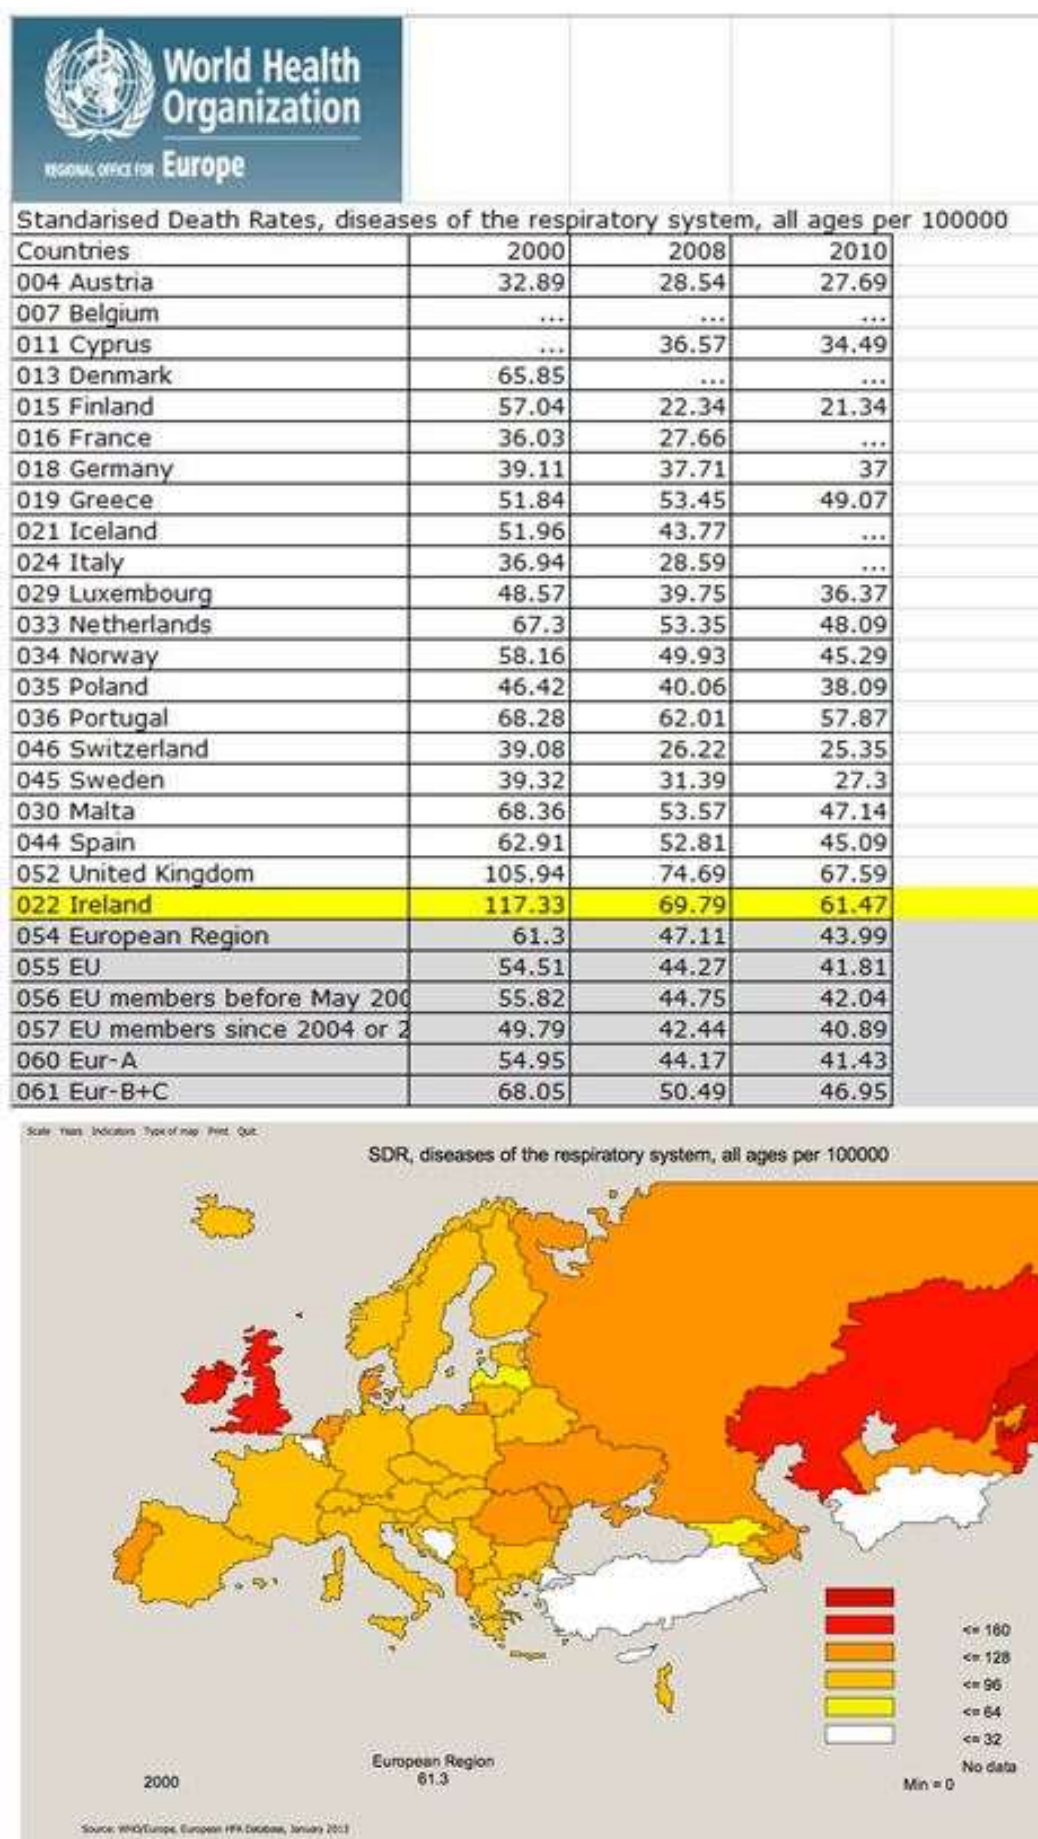 World Health
Organization
REGIONAL OFFICE FOR Europe
Standarised Death Rates, diseases of the respiratory system, all ages per 100000
Countries 2000 2008 2010
004 Austria 32.89 28.54 27.69
007 Belgium ... ... ...
011 Cyprus ... 36.57 34.49
013 Denmark 65.85 ... ...
015 Finland 57.04 22.34 21.34
016 France 36.03 27.66 ...
018 Germany 39.11 37.71 37
019 Greece 51.84 53.45 49.07
021 Iceland 51.96 43.77 ...
024 Italy 36.94 28.59 ...
029 Luxembourg 48.57 39.75 36.37
033 Netherlands 67.3 53.35 48.09
034 Norway 58.16 49.93 45.29
035 Poland 46.42 40.06 38.09
036 Portugal 68.28 62.01 57.87
046 Switzerland 39.08 26.22 25.35
045 Sweden 39.32 31.39 27.3
030 Malta 68.36 53.57 47.14
044 Spain 62.91 52.81 45.09
052 United Kingdom 105.94 74.69 67.59
022 Ireland 117.33 69.79 61.47
054 European Region 61.3 47.11 43.99
055 EU 54.51 44.27 41.81
056 EU members before May 200 55.82 44.75 42.04
057 EU members since 2004 or 2 49.79 42.44 40.89
060 Eur-A 54.95 44.17 41.43
061 Eur-B+C 68.05 50.49 46.95
Scale Years Indicators Type of map Print Quit
SDR, diseases of the respiratory system, all ages per 100000
<= 160
<= 128
<= 96
<= 64
<= 32
No data
Min = 0
European Region
61.3
2000
Source: WHO/Europe, European HFA Database, January 2013